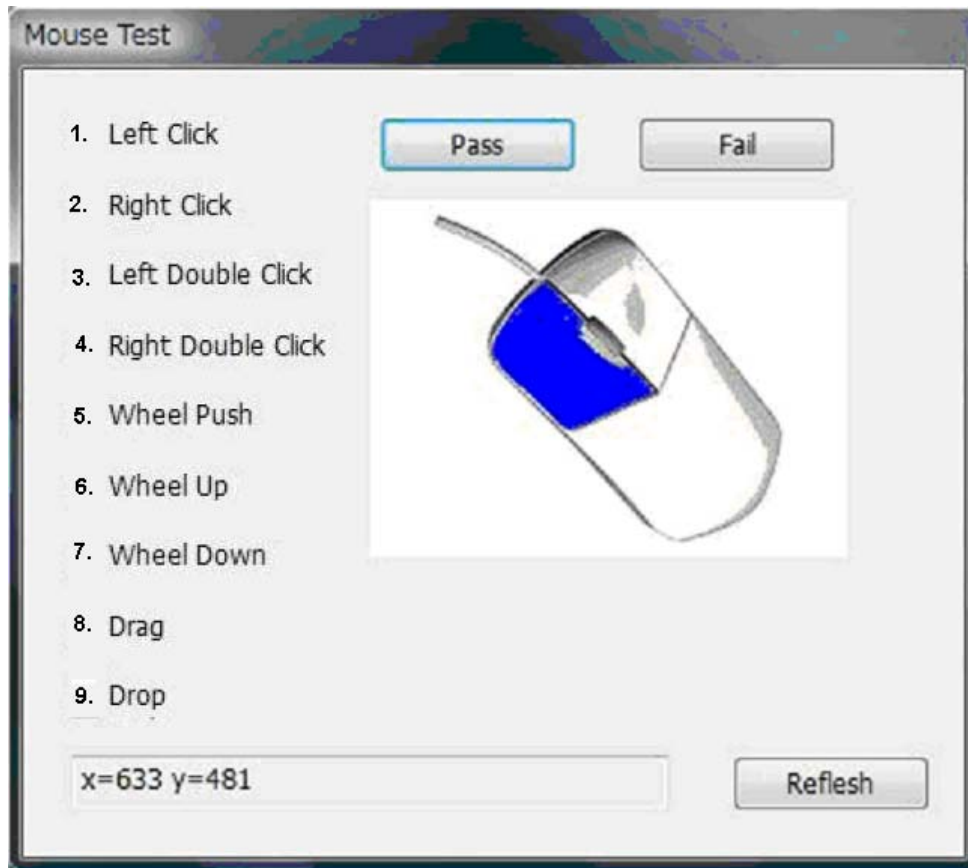 Mouse Test
1. Left Click
Pass
Fail
2. Right Click
3. Left Double Click
4. Right Double Click
5. Wheel Push
6. Wheel Up
7. Wheel Down
8. Drag
9. Drop
x=633 y=481
Reflesh